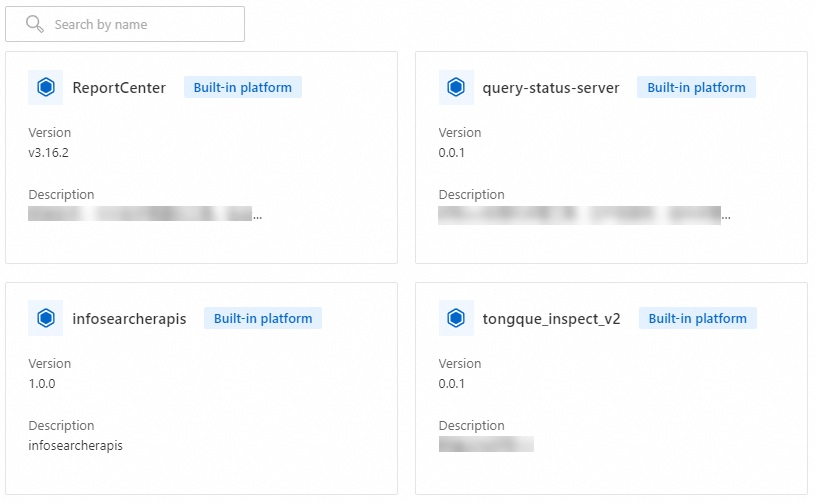 Search by name
ReportCenter Built-in platform
Version
v3.16.2
Description
...
query-status-server Built-in platform
Version
0.0.1
Description
...
infosearcherapis Built-in platform
Version
1.0.0
Description
infosearcherapis
tongque_inspect_v2 Built-in platform
Version
0.0.1
Description